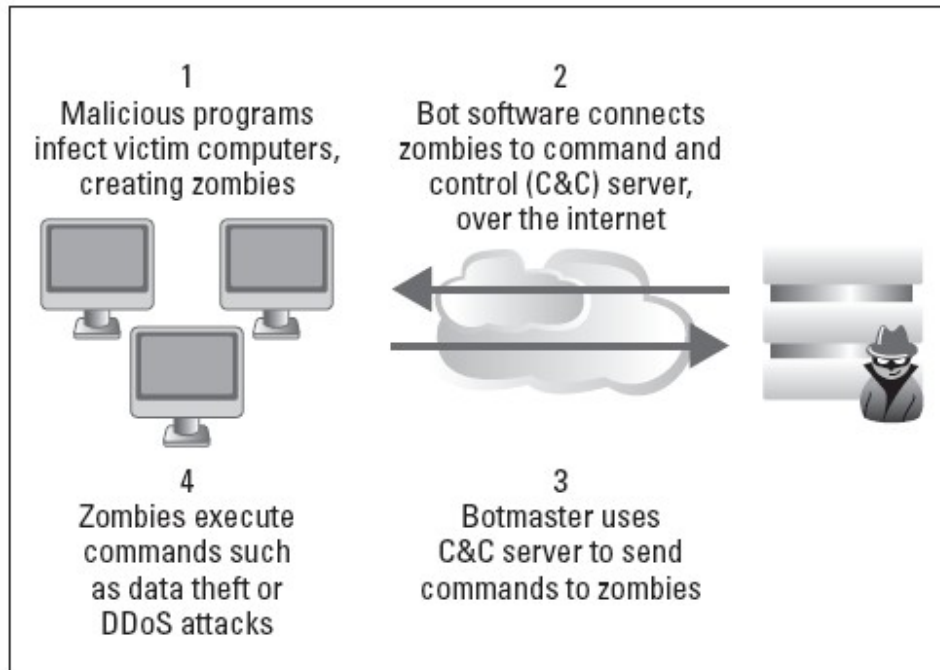 1
Malicious programs
infect victim computers,
creating zombies
2
Bot software connects
zombies to command and
control (C&C) server,
over the internet
3
Botmaster uses
C&C server to send
commands to zombies
4
Zombies execute
commands such
as data theft or
DDoS attacks